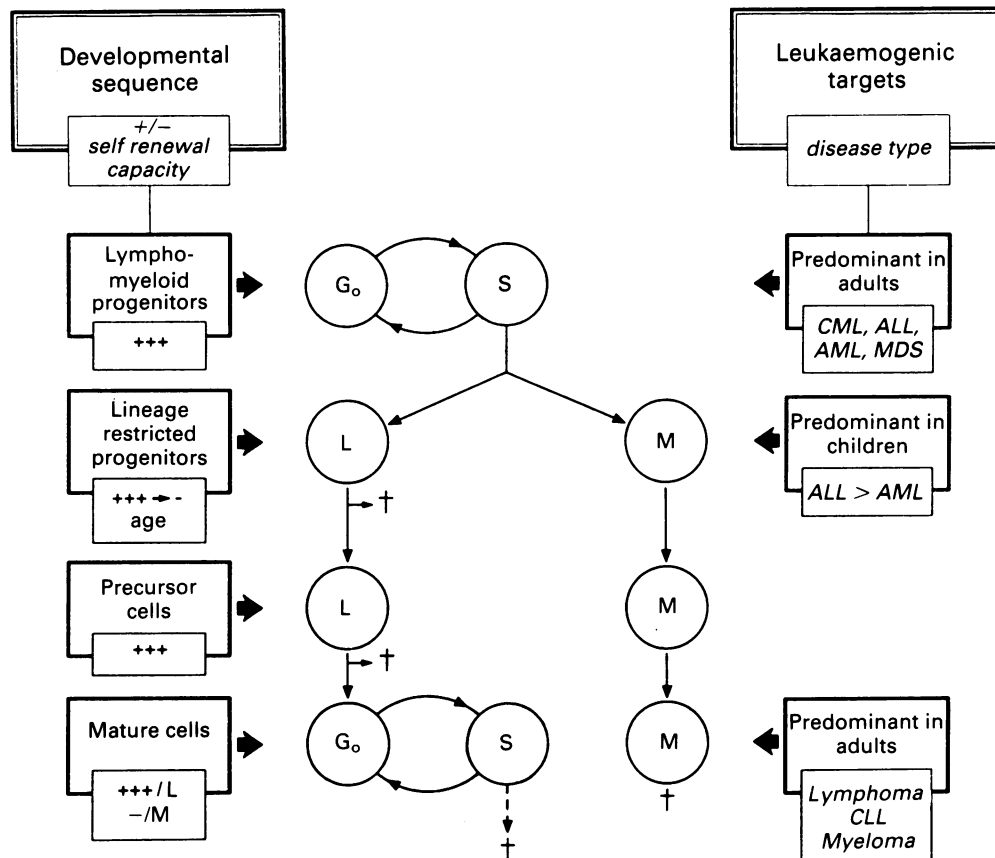 Developmental
sequence
+/−
self renewal
capacity
Leukaemogenic
targets
disease type
Lympho-
myeloid
progenitors
+++
G₀
S
Predominant in
adults
CML, ALL,
AML, MDS
Lineage
restricted
progenitors
+++ → -
age
L
†
M
Predominant in
children
ALL > AML
Precursor
cells
+++
L
†
M
Mature cells
+++/L
−/M
G₀
S
†
M
†
Predominant in
adults
Lymphoma
CLL
Myeloma